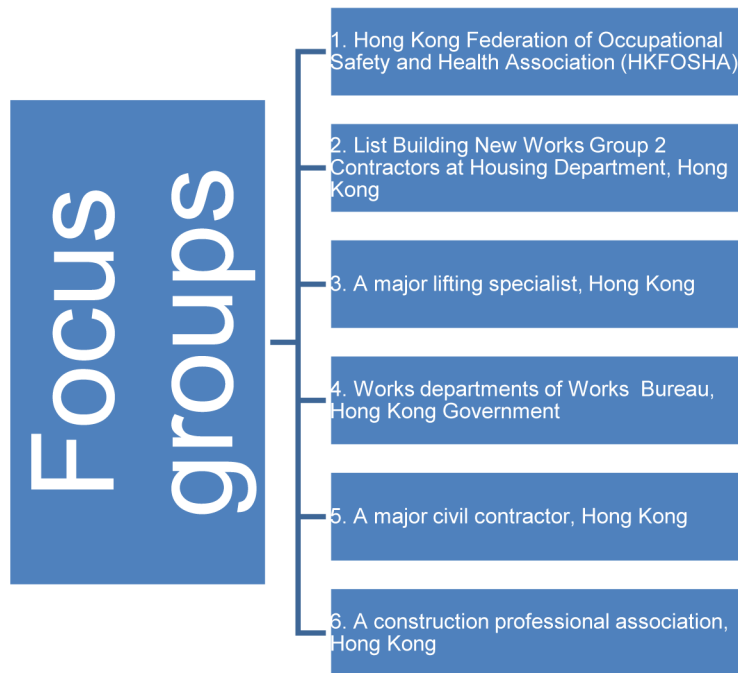 Focus
groups
1. Hong Kong Federation of Occupational
Safety and Health Association (HKFOSHA)
2. List Building New Works Group 2
Contractors at Housing Department, Hong
Kong
3. A major lifting specialist, Hong Kong
4. Works departments of Works  Bureau,
Hong Kong Government
5. A major civil contractor, Hong Kong
6. A construction professional association,
Hong Kong